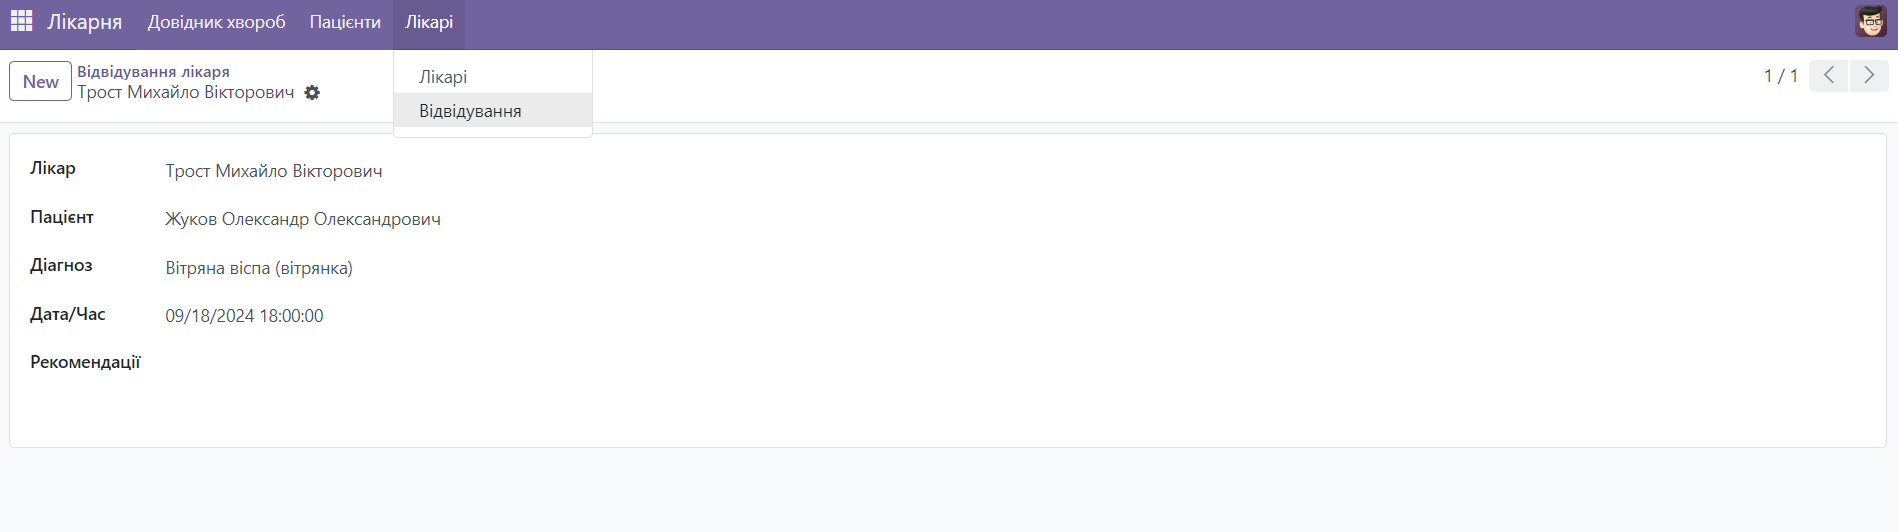 Лікарня Довідник хвороб Пацієнти Лікарі
New Відвідування лікаря
Трост Михайло Вікторович
1 / 1
Лікарі
Відвідування
Лікар Трост Михайло Вікторович
Пацієнт Жуков Олександр Олександрович
Діагноз Вітряна віспа (вітрянка)
Дата/Час 09/18/2024 18:00:00
Рекомендації